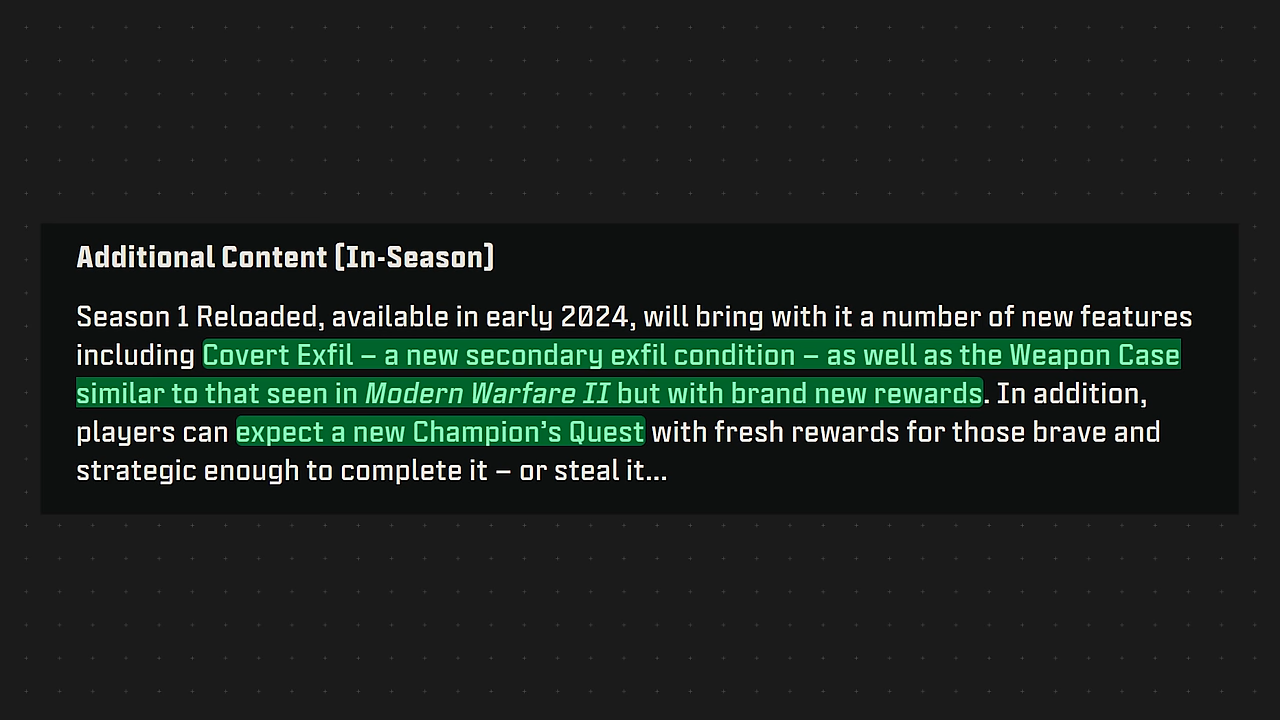 Additional Content [In-Season]
Season 1 Reloaded, available in early 2024, will bring with it a number of new features
including Covert Exfil – a new secondary exfil condition – as well as the Weapon Case
similar to that seen in Modern Warfare II but with brand new rewards. In addition,
players can expect a new Champion’s Quest with fresh rewards for those brave and
strategic enough to complete it – or steal it...